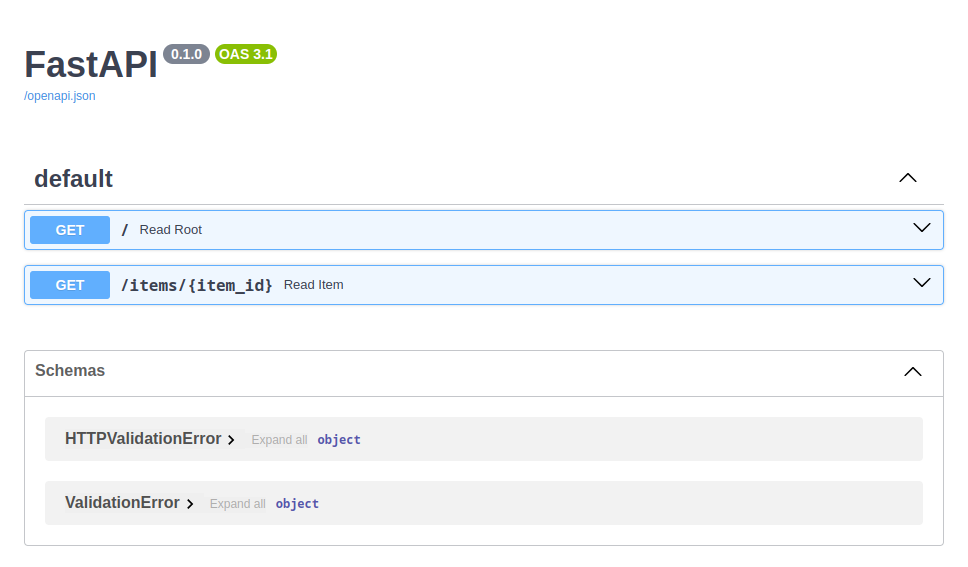 FastAPI 0.1.0 OAS 3.1
/openapi.json
default
GET / Read Root
GET /items/{item_id} Read Item
Schemas
HTTPValidationError Expand all object
ValidationError Expand all object